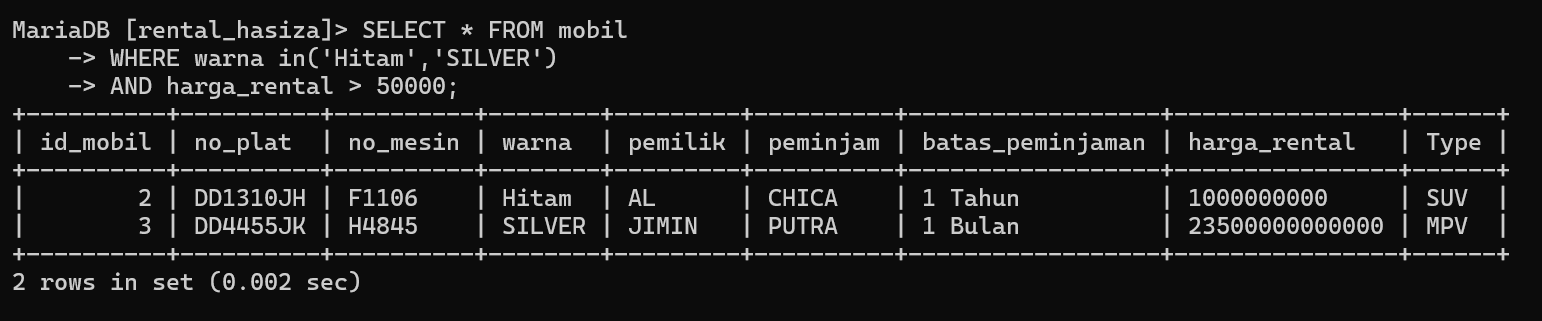 MariaDB [rental_hasiza]> SELECT * FROM mobil
    -> WHERE warna in('Hitam','SILVER')
    -> AND harga_rental > 50000;
+----------+----------+----------+--------+---------+----------+------------------+----------------+------+
| id_mobil | no_plat  | no_mesin | warna  | pemilik | peminjam | batas_peminjaman | harga_rental   | Type |
+----------+----------+----------+--------+---------+----------+------------------+----------------+------+
|        2 | DD1310JH | F1106    | Hitam  | AL      | CHICA    | 1 Tahun          | 1000000000     | SUV  |
|        3 | DD4455JK | H4845    | SILVER | JIMIN   | PUTRA    | 1 Bulan          | 23500000000000 | MPV  |
+----------+----------+----------+--------+---------+----------+------------------+----------------+------+
2 rows in set (0.002 sec)